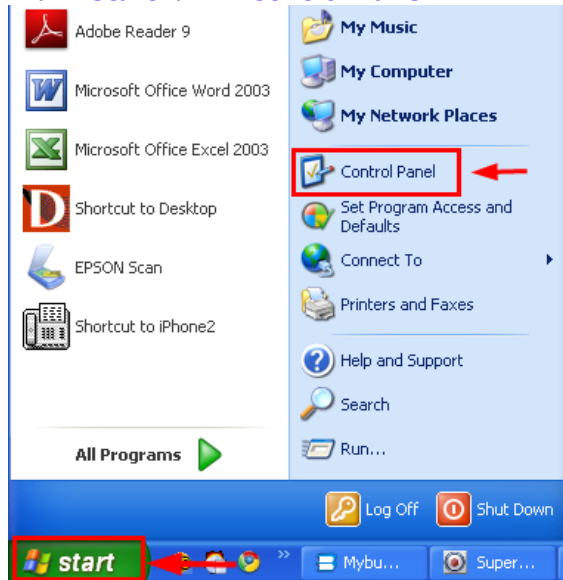 Adobe Reader 9
Microsoft Office Word 2003
Microsoft Office Excel 2003
Shortcut to Desktop
EPSON Scan
Shortcut to iPhone2
All Programs
My Music
My Computer
My Network Places
Control Panel
Set Program Access and
Defaults
Connect To
Printers and Faxes
Help and Support
Search
Run...
Log Off
Shut Down
start
»
Mybu...
Super...